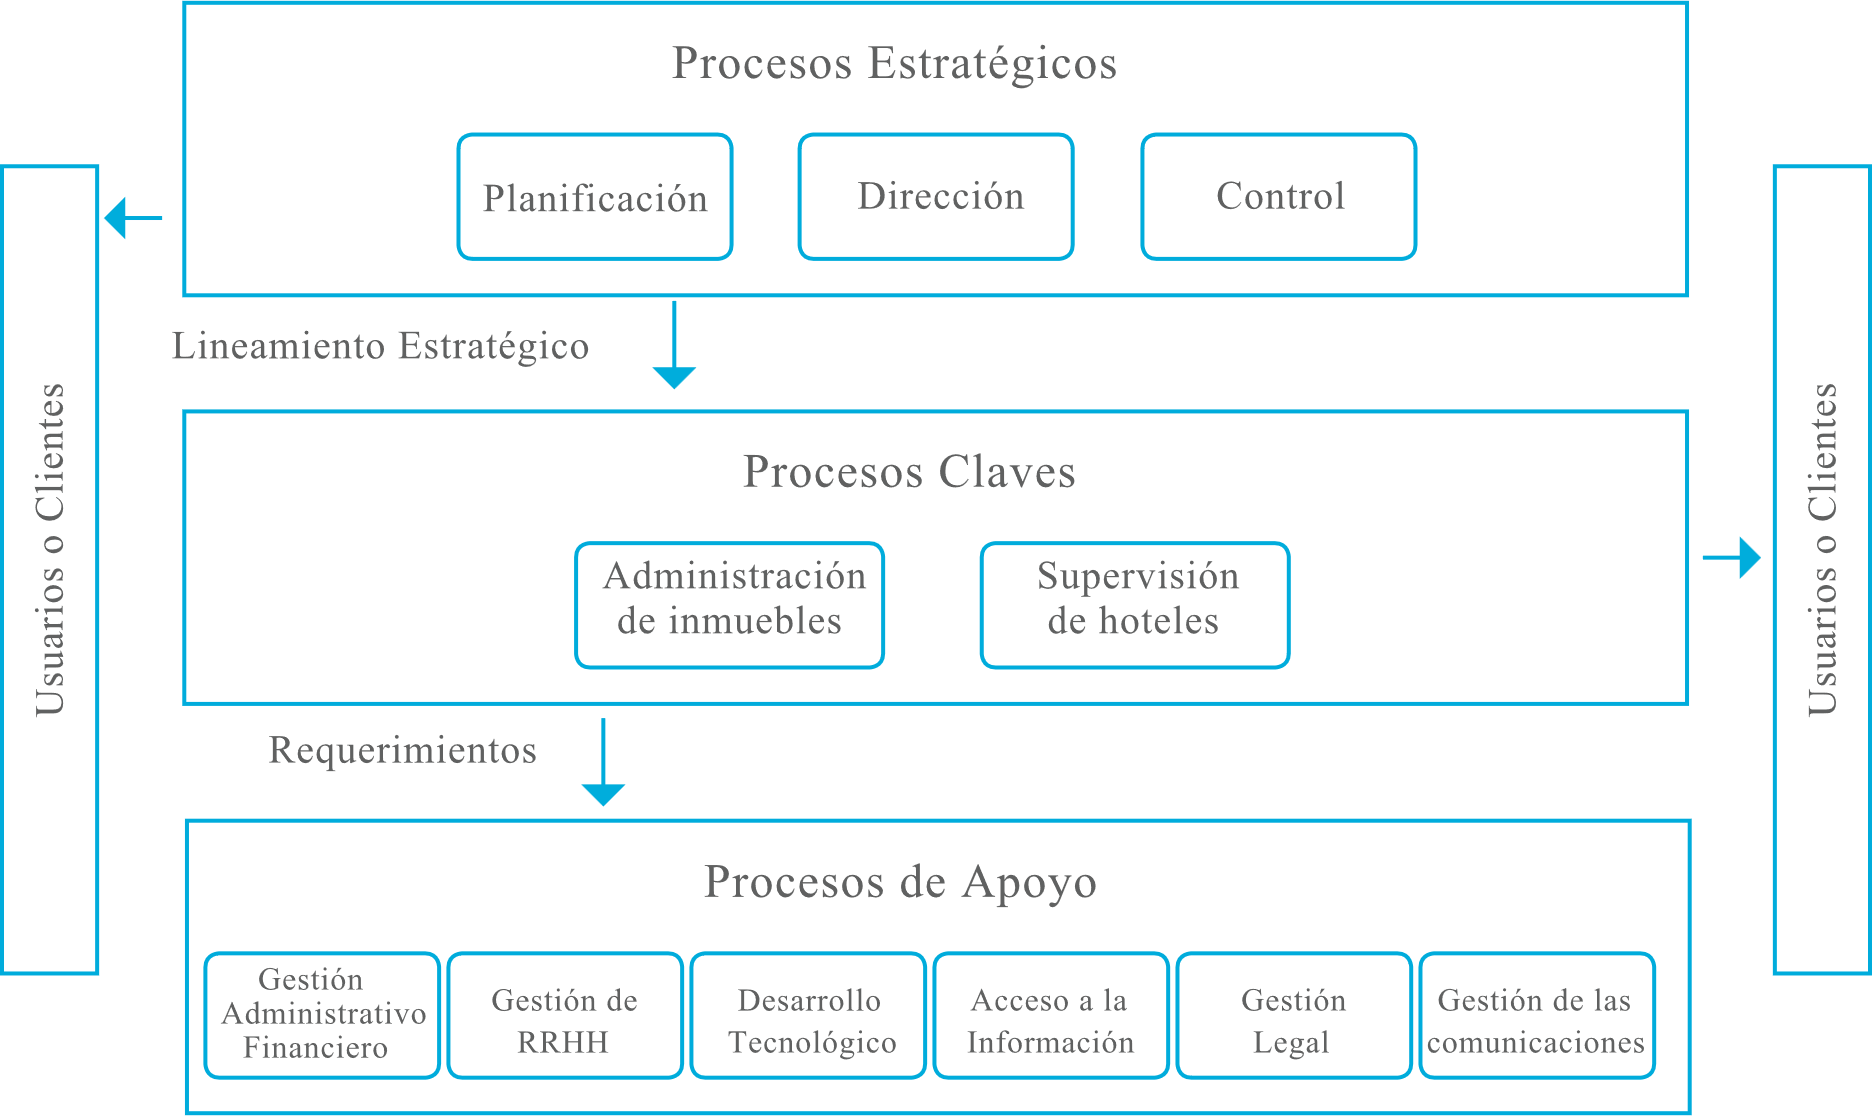 Procesos Estratégicos
Planificación
Dirección
Control
Usuarios o Clientes
Lineamiento Estratégico
Procesos Claves
Administración
de inmuebles
Supervisión
de hoteles
Usuarios o Clientes
Requerimientos
Procesos de Apoyo
Gestión
Administrativo
Financiero
Gestión de
RRHH
Desarrollo
Tecnológico
Acceso a la
Información
Gestión
Legal
Gestión de las
comunicaciones